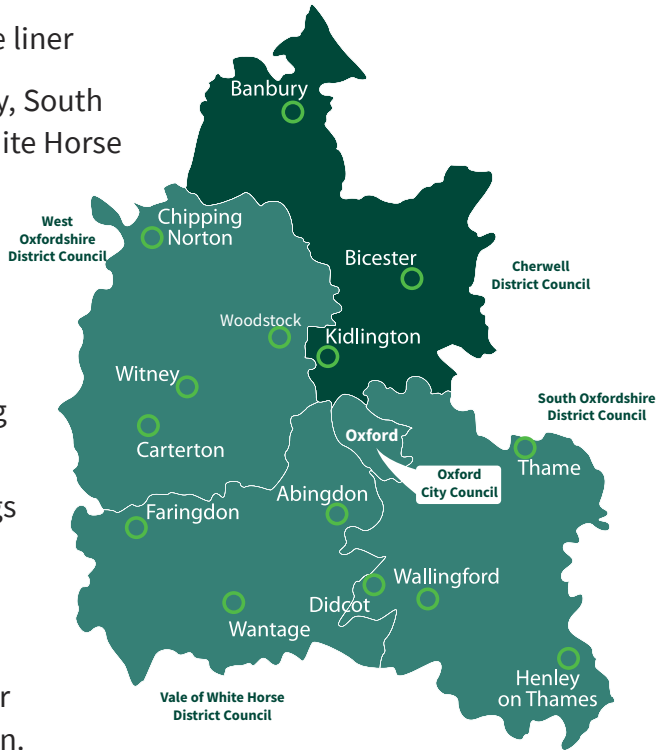 e liner
y, South
ite Horse
g
gs
r
n.
Banbury
West
Oxfordshire
District Council
Chipping
Norton
Bicester
Cherwell
District Council
Woodstock
Kidlington
Witney
South Oxfordshire
District Council
Carterton
Oxford
Oxford
City Council
Thame
Abingdon
Faringdon
Wallingford
Didcot
Wantage
Henley
on Thames
Vale of White Horse
District Council